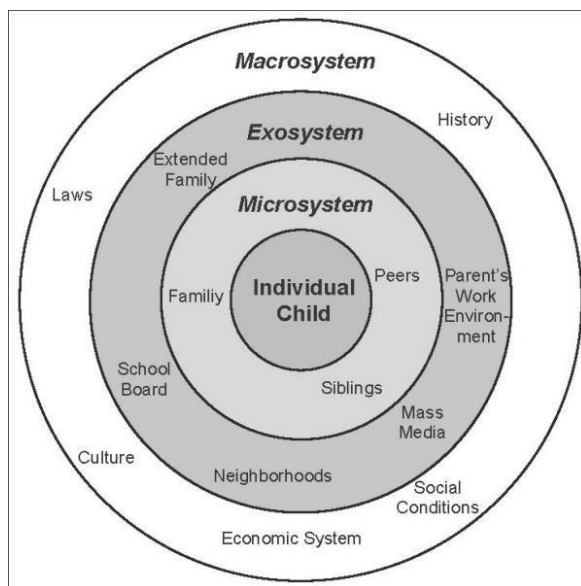 Macrosystem
History
Exosystem
Extended
Family
Laws
Microsystem
Individual
Child
Familiy
Peers
Parent's
Work
Environ-
ment
Siblings
School
Board
Mass
Media
Culture
Neighborhoods
Social
Conditions
Economic System